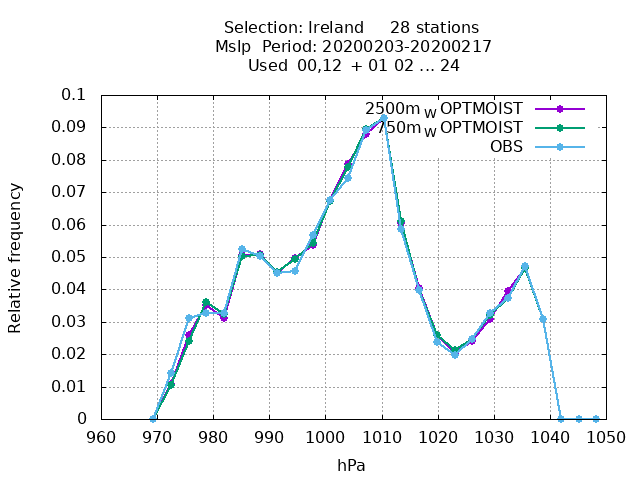 Selection: Ireland 28 stations
Mslp Period: 20200203-20200217
Used 00,12 + 01 02 ... 24
2500m W OPTMOIST
750m W OPTMOIST
OBS
0.1
0.09
0.08
0.07
0.06
0.05
0.04
0.03
0.02
0.01
0
Relative frequency
960 970 980 990 1000 1010 1020 1030 1040 1050
hPa